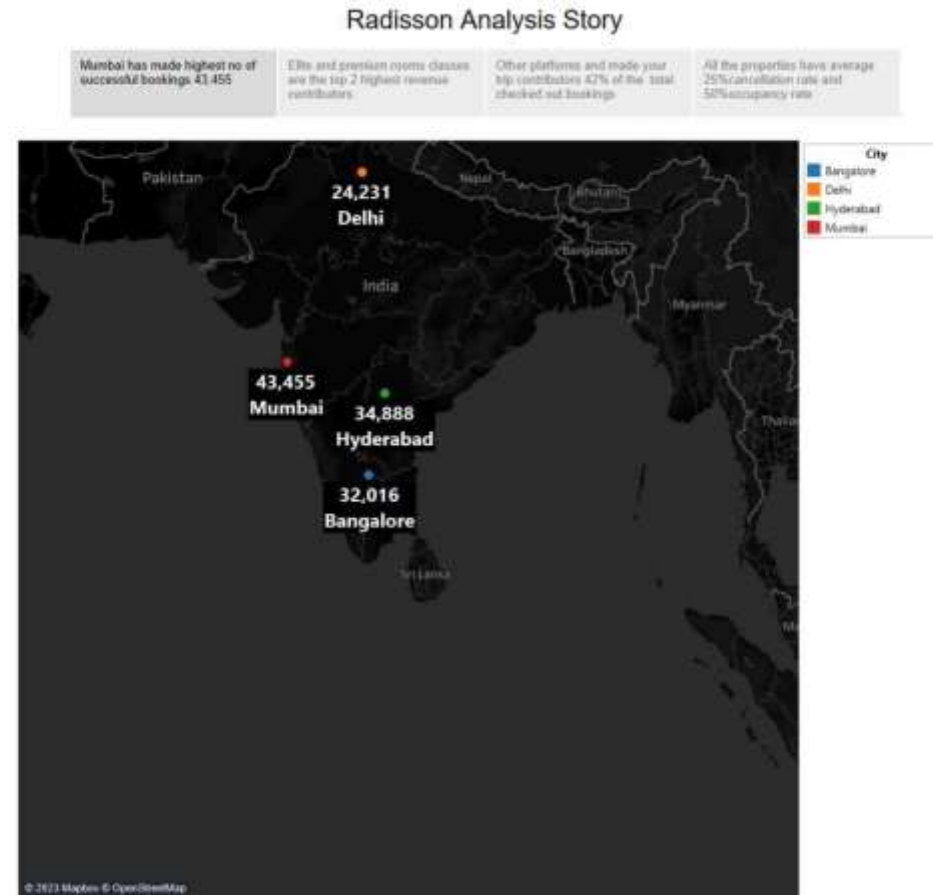 Radisson Analysis Story
Mumbai has made highest no of
successful bookings 43,455
Elite and premium rooms classes
are the top 2 highest revenue
contributors
Other platforms and made your
trip contributors 42% of the total
checked out bookings
All the properties have average
25%cancellation rate and
50%occupancy rate
City
Bangalore
Delhi
Hyderabad
Mumbai
Pakistan
Nepal
Bhutan
24,231
Delhi
Bangladesh
India
Myanmar
43,455
Mumbai
34,888
Hyderabad
32,016
Bangalore
Sri Lanka
© 2023 Mapbox © OpenStreetMap